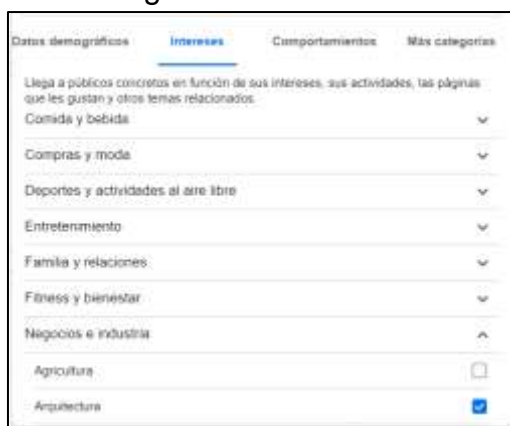 Datos demográficos Intereses Comportamientos Más categorías
Llega a públicos concretos en función de sus intereses, sus actividades, las páginas
que les gustan y otros temas relacionados.
Comida y bebida
Compras y moda
Deportes y actividades al aire libre
Entretenimiento
Familia y relaciones
Fitness y bienestar
Negocios e industria
Agricultura
Arquitectura